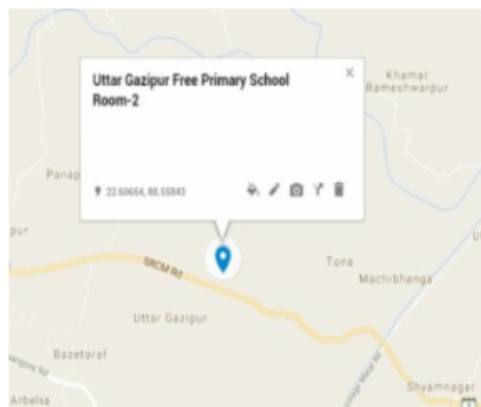 Uttar Gazipur Free Primary School
Room-2
Khamar
Rameshwarpur
Panap
22.60654, 88.55843
pur
SRCM Rd
Tona
Machibhanga
Uttar Gazipur
Bazetaraf
Arbelia
Shyamnagar